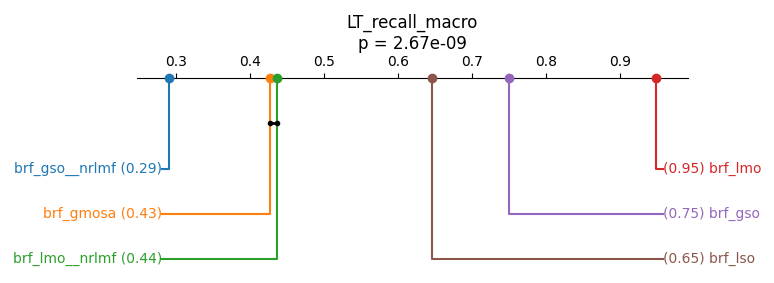 LT_recall_macro
p = 2.67e-09
0.3 0.4 0.5 0.6 0.7 0.8 0.9
brf_gso__nrlmf (0.29) (0.95) brf_lmo
brf_gmosa (0.43) (0.75) brf_gso
brf_lmo__nrlmf (0.44) (0.65) brf_lso